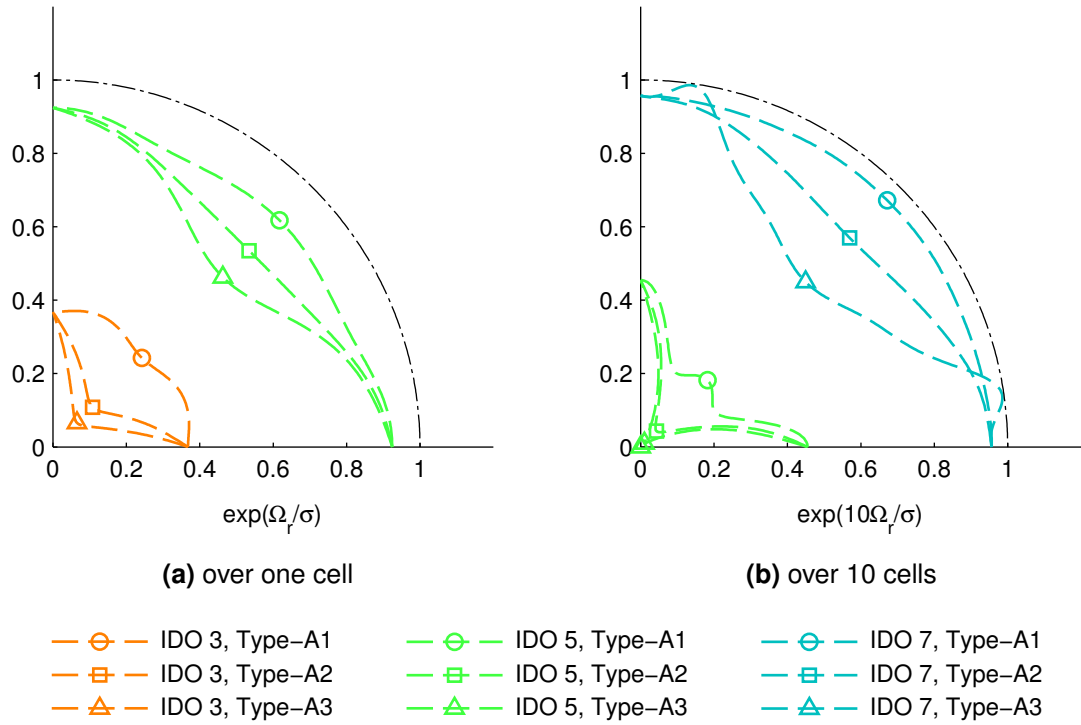 1
0.8
0.6
0.4
0.2
0
0 0.2 0.4 0.6 0.8 1
exp(Ωr/σ)
(a) over one cell
1
0.8
0.6
0.4
0.2
0
0 0.2 0.4 0.6 0.8 1
exp(10Ωr/σ)
(b) over 10 cells
IDO 3, Type−A1
IDO 3, Type−A2
IDO 3, Type−A3
IDO 5, Type−A1
IDO 5, Type−A2
IDO 5, Type−A3
IDO 7, Type−A1
IDO 7, Type−A2
IDO 7, Type−A3